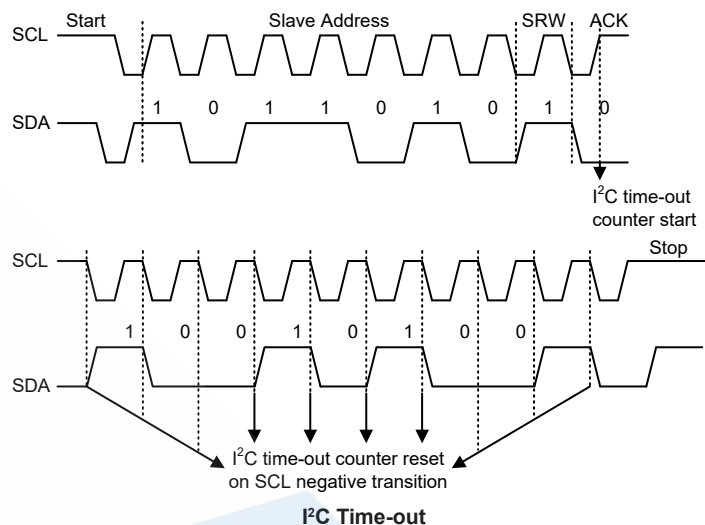 Start Slave Address SRW ACK
SCL
1 0 1 1 0 1 0 1 0
SDA
I²C time-out
counter start
Stop
SCL
1 0 0 1 0 1 0 0
SDA
I²C time-out counter reset
on SCL negative transition
I²C Time-out